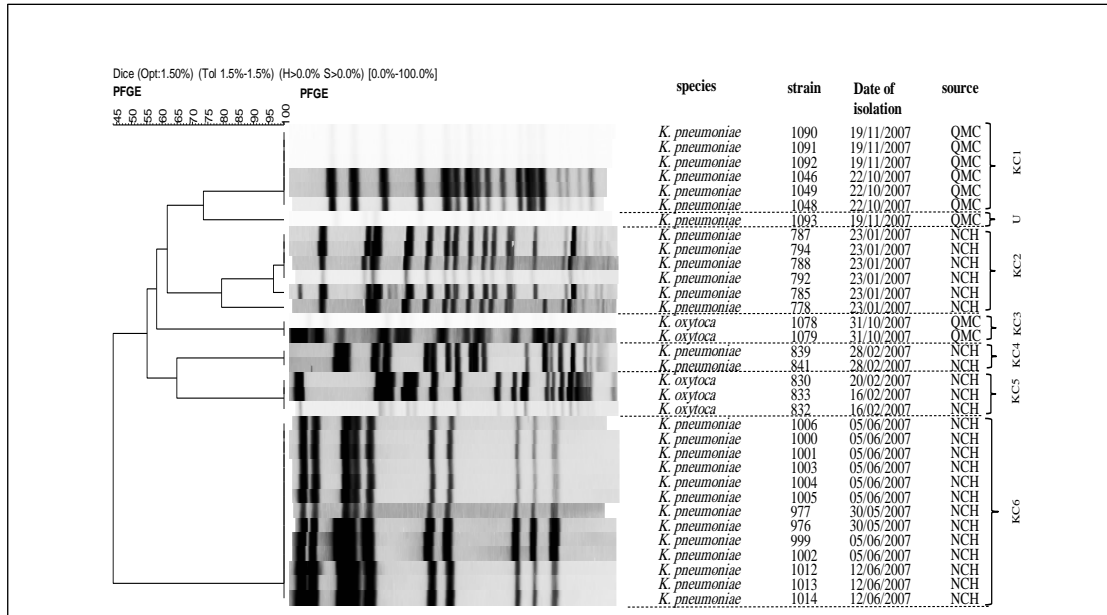 Dice (Opt:1.50%) (Tol 1.5%-1.5%) (H>0.0% S>0.0%) [0.0%-100.0%]
PFGE PFGE
species strain Date of isolation source
45 50 55 60 65 70 75 80 85 90 95 100
K. pneumoniae 1090 19/11/2007 QMC
K. pneumoniae 1091 19/11/2007 QMC
K. pneumoniae 1092 19/11/2007 QMC
K. pneumoniae 1046 22/10/2007 QMC
K. pneumoniae 1049 22/10/2007 QMC
K. pneumoniae 1048 22/10/2007 QMC
KC1
K. pneumoniae 1093 19/11/2007 QMC
U
K. pneumoniae 787 23/01/2007 NCH
K. pneumoniae 794 23/01/2007 NCH
K. pneumoniae 788 23/01/2007 NCH
K. pneumoniae 792 23/01/2007 NCH
K. pneumoniae 785 23/01/2007 NCH
K. pneumoniae 778 23/01/2007 NCH
KC2
K. oxytoca 1078 31/10/2007 QMC
K. oxytoca 1079 31/10/2007 QMC
KC3
K. pneumoniae 839 28/02/2007 NCH
K. pneumoniae 841 28/02/2007 NCH
KC4
K. oxytoca 830 20/02/2007 NCH
K. oxytoca 833 16/02/2007 NCH
K. oxytoca 832 16/02/2007 NCH
KC5
K. pneumoniae 1006 05/06/2007 NCH
K. pneumoniae 1000 05/06/2007 NCH
K. pneumoniae 1001 05/06/2007 NCH
K. pneumoniae 1003 05/06/2007 NCH
K. pneumoniae 1004 05/06/2007 NCH
K. pneumoniae 1005 05/06/2007 NCH
K. pneumoniae 977 30/05/2007 NCH
K. pneumoniae 976 30/05/2007 NCH
K. pneumoniae 999 05/06/2007 NCH
K. pneumoniae 1002 05/06/2007 NCH
K. pneumoniae 1012 12/06/2007 NCH
K. pneumoniae 1013 12/06/2007 NCH
K. pneumoniae 1014 12/06/2007 NCH
KC6